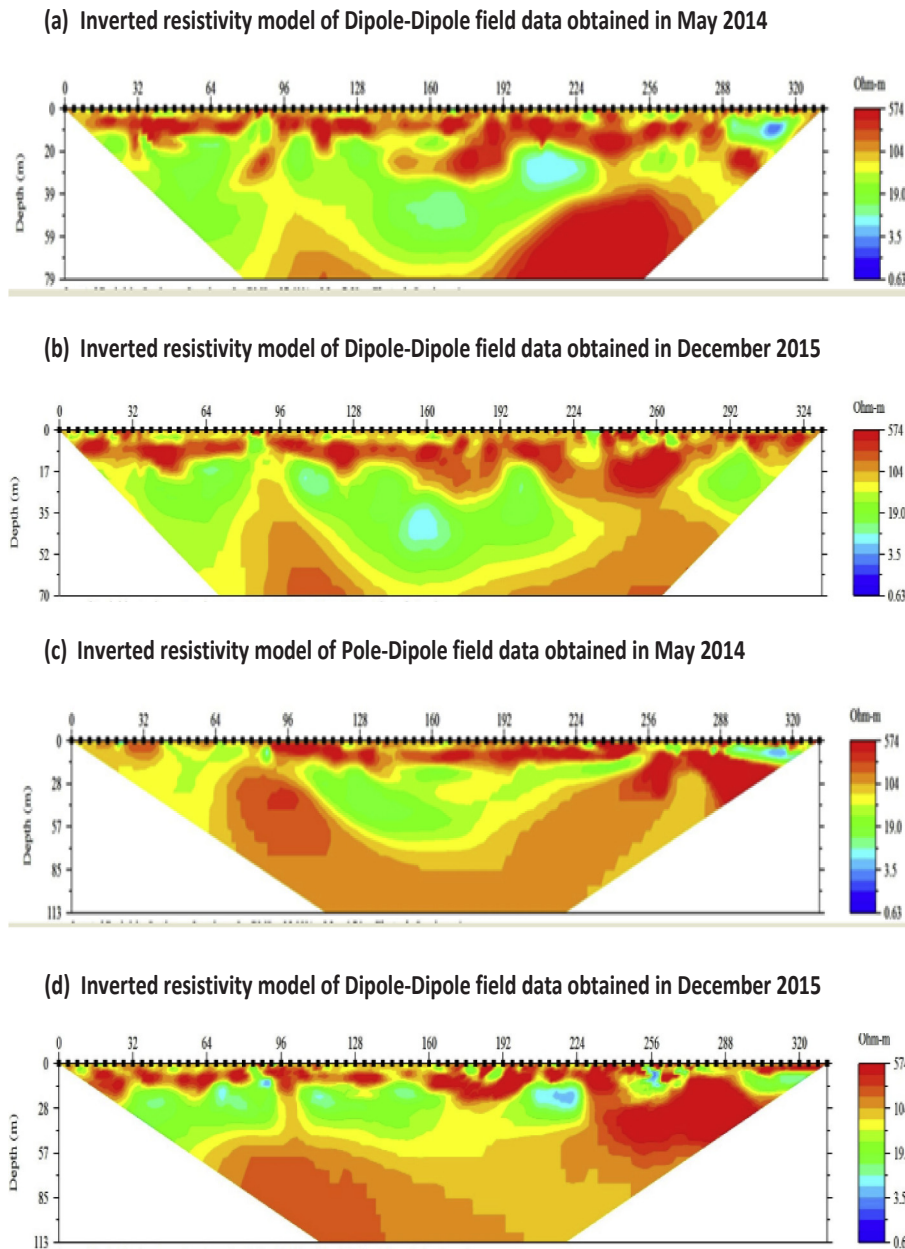 (a) Inverted resistivity model of Dipole-Dipole field data obtained in May 2014
0 32 64 96 128 160 192 224 256 288 320
Ohm-m
Depth (m)
0
20
39
59
79
574
104
19.0
3.5
0.63
(b) Inverted resistivity model of Dipole-Dipole field data obtained in December 2015
0 32 64 96 128 160 192 224 260 292 324
Ohm-m
Depth (m)
0
17
35
52
70
574
104
19.0
3.5
0.63
(c) Inverted resistivity model of Pole-Dipole field data obtained in May 2014
0 32 64 96 128 160 192 224 256 288 320
Ohm-m
Depth (m)
0
28
57
85
113
574
104
19.0
3.5
0.63
(d) Inverted resistivity model of Dipole-Dipole field data obtained in December 2015
0 32 64 96 128 160 192 224 256 288 320
Ohm-m
Depth (m)
0
28
57
85
113
57
10
19.
3.5
0.6